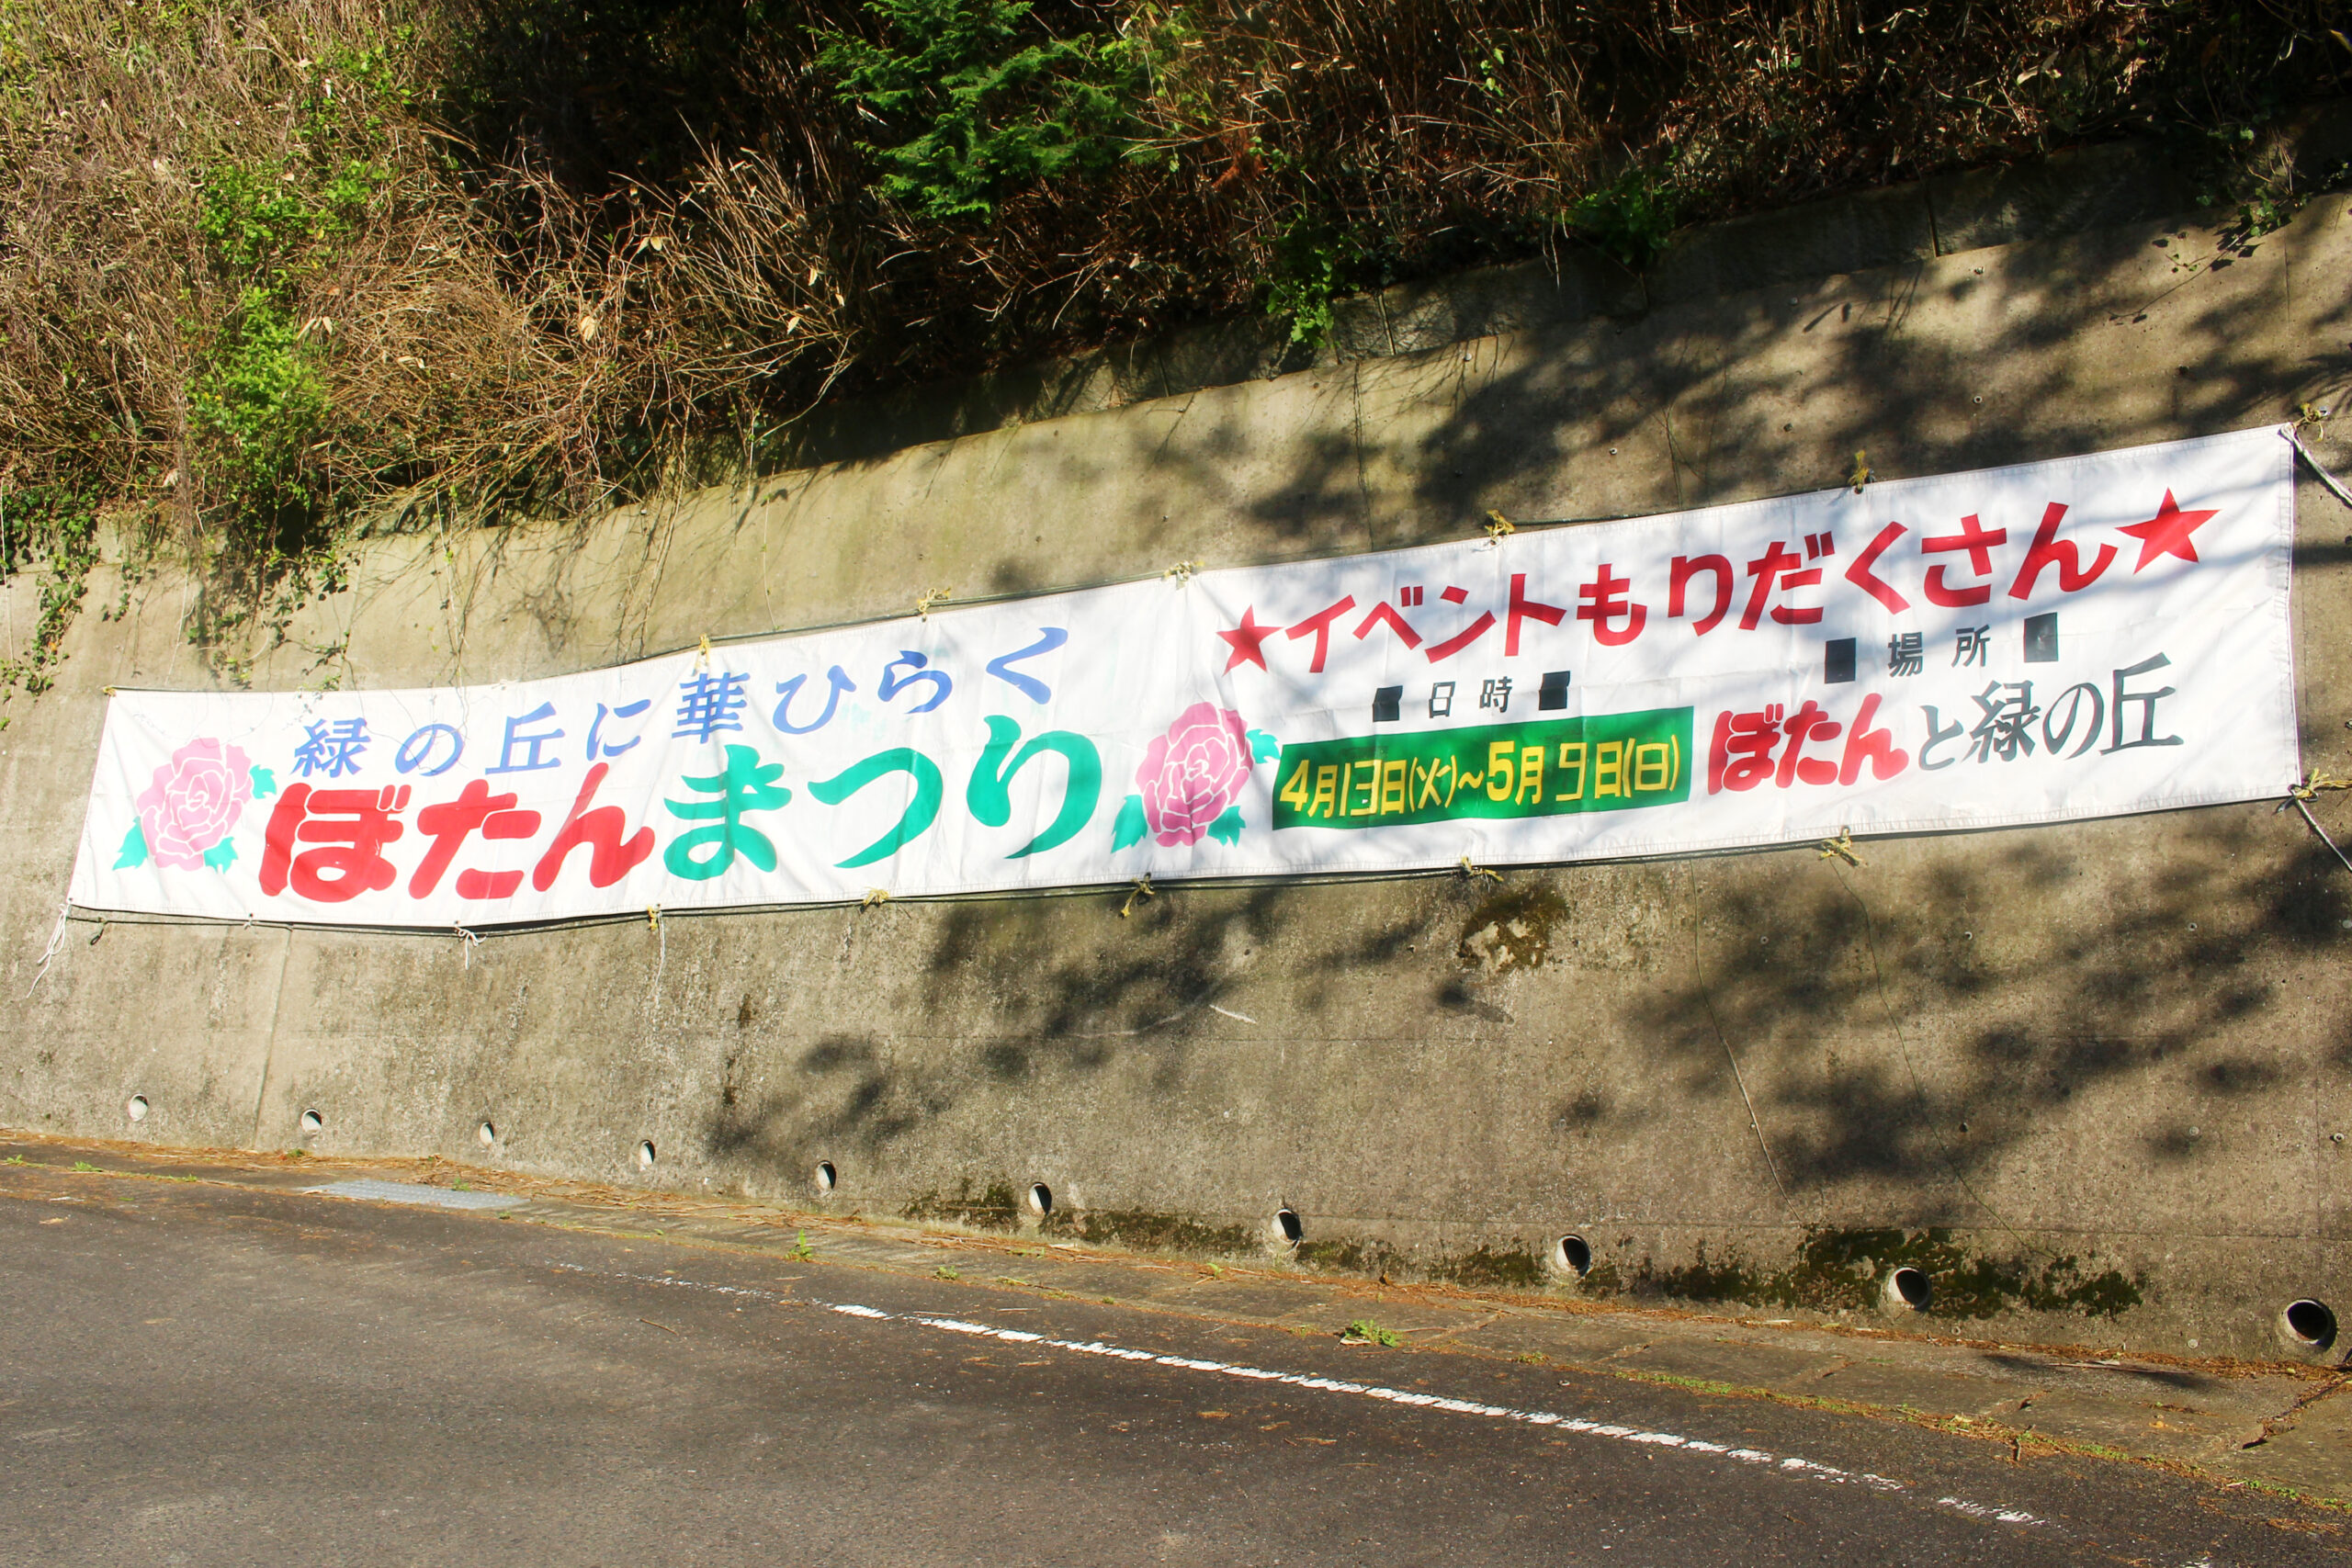 緑の丘に華ひらく
ぼたんまつり
★イベントもりだくさん★
■日時■
4月13日(火)~5月9日(日)
■場所■
ぼたんと緑の丘